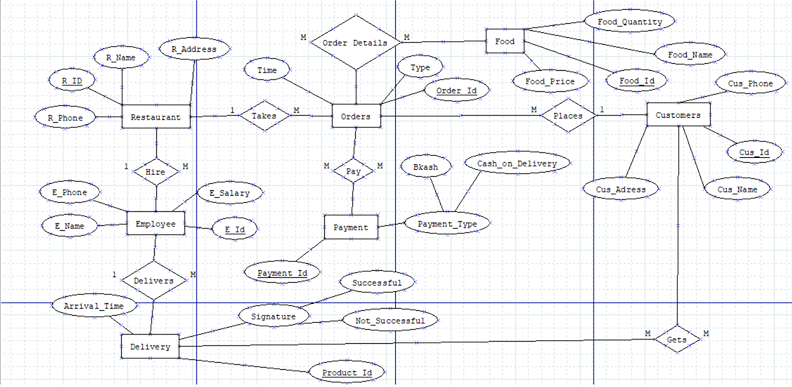 Food_Quantity
M
Order Details
M
Food
R_Address
R_Name
Food_Name
Time
Type
R_ID
Food_Price
Food_Id
Cus_Phone
Order_Id
R_Phone
Restaurant
1
Takes
M
Orders
M
Places
1
Customers
Cus_Id
1
Hire
M
M
Pay
M
Bkash
Cash_on_Delivery
Cus_Adress
Cus_Name
E_Phone
E_Salary
E_Name
Employee
E_Id
Payment
Payment_Type
1
Delivers
M
Payment_Id
Successful
Arrival_Time
Signature
Not_Successful
M
Gets
M
Delivery
Product_Id